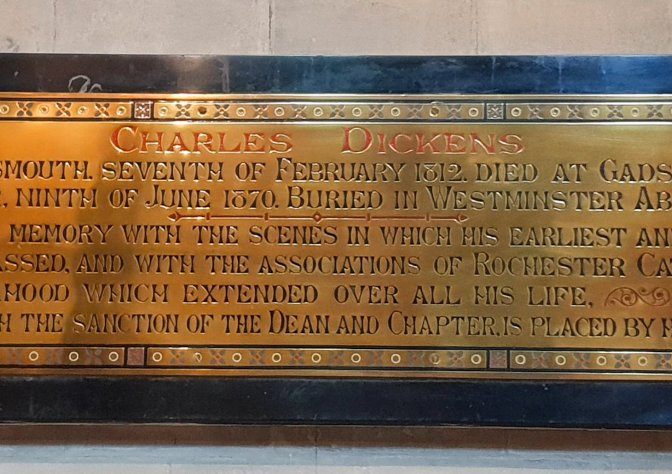 CHARLES DICKENS
SMOUTH. SEVENTH OF FEBRUARY 1812. DIED AT GADS
, NINTH OF JUNE 1870. BURIED IN WESTMINSTER AB
MEMORY WITH THE SCENES IN WHICH HIS EARLIEST AN
ASSED, AND WITH THE ASSOCIATIONS OF ROCHESTER CA
HOOD WHICH EXTENDED OVER ALL HIS LIFE,
H THE SANCTION OF THE DEAN AND CHAPTER, IS PLACED BY H